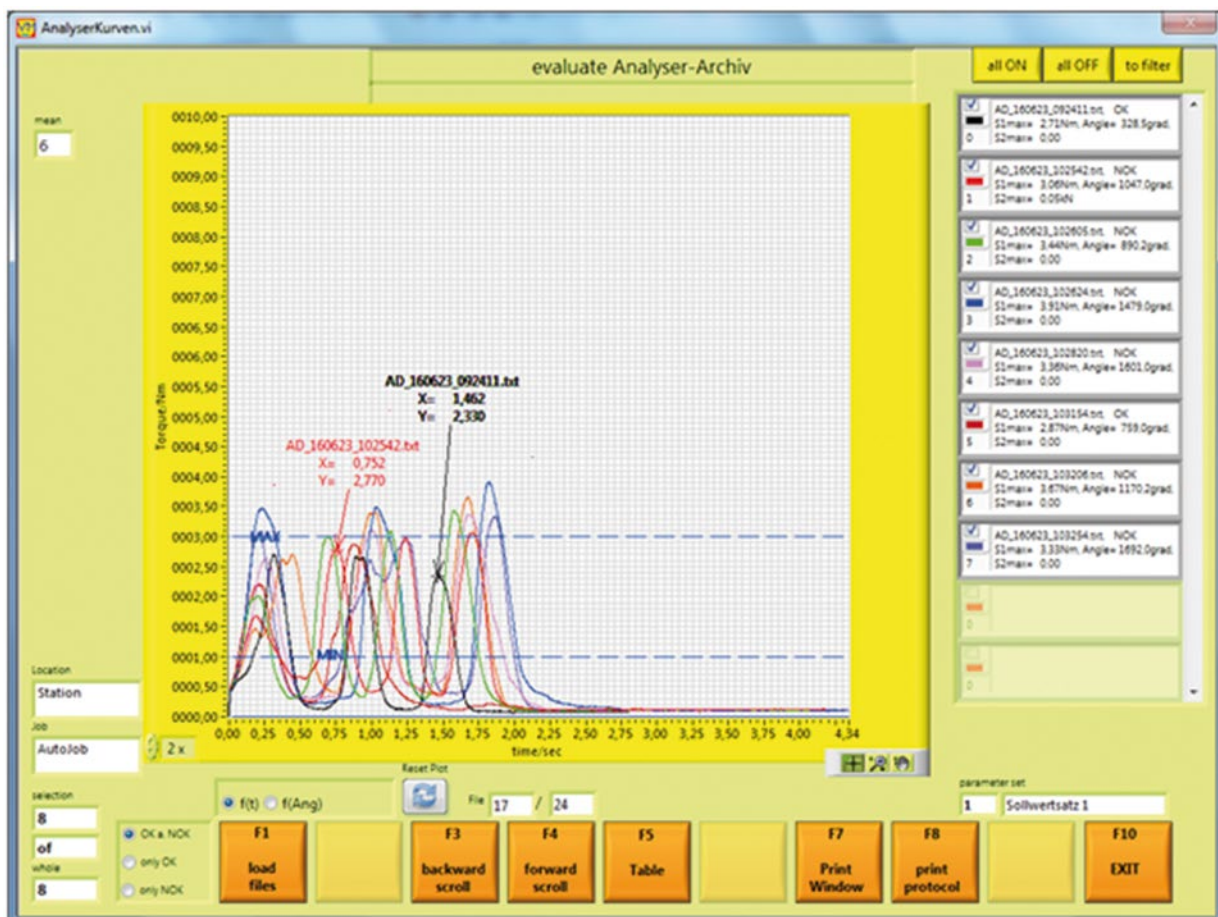 AnalyserKurven.vi
evaluate Analyser-Archiv
all ON
all OFF
to filter
mean
6
0010,00
0009,50
0009,00
0008,50
0008,00
0007,50
0007,00
0006,50
0006,00
0005,50
0005,00
0004,50
0004,00
0003,50
0003,00
0002,50
0002,00
0001,50
0001,00
0000,50
0000,00
Torque/Nm
AD_160623_092411.txt
X= 1,462
Y= 2,330
AD_160623_102542.txt
X= 0,752
Y= 2,770
MAX
MIN
0,00 0,25 0,50 0,75 1,00 1,25 1,50 1,75 2,00 2,25 2,50 2,75 3,00 3,25 3,50 3,75 4,00 4,34
time/sec
2 x
AD_160623_092411.txt, OK
S1max= 2.71Nm, Angle= 328.5grad,
0 S2max= 0.00
AD_160623_102542.txt, NOK
S1max= 3.06Nm, Angle= 1047.0grad,
1 S2max= 0.05kN
AD_160623_102605.txt, NOK
S1max= 3.44Nm, Angle= 890.2grad,
2 S2max= 0.00
AD_160623_102624.txt, NOK
S1max= 3.91Nm, Angle= 1479.0grad,
3 S2max= 0.00
AD_160623_102820.txt, NOK
S1max= 3.36Nm, Angle= 1601.0grad,
4 S2max= 0.00
AD_160623_103154.txt, OK
S1max= 2.87Nm, Angle= 759.0grad,
5 S2max= 0.00
AD_160623_103206.txt, NOK
S1max= 3.67Nm, Angle= 1170.2grad,
6 S2max= 0.00
AD_160623_103254.txt, NOK
S1max= 3.33Nm, Angle= 1692.0grad,
7 S2max= 0.00
0
0
Location
Station
Job
AutoJob
Reset Plot
f(t) f(Ang)
File 17 / 24
parameter set
1 Sollwertsatz 1
selection
8
of
whole
8
OK a. NOK
only OK
only NOK
F1
load
files
F3
backward
scroll
F4
forward
scroll
F5
Table
F7
Print
Window
F8
print
protocol
F10
EXIT